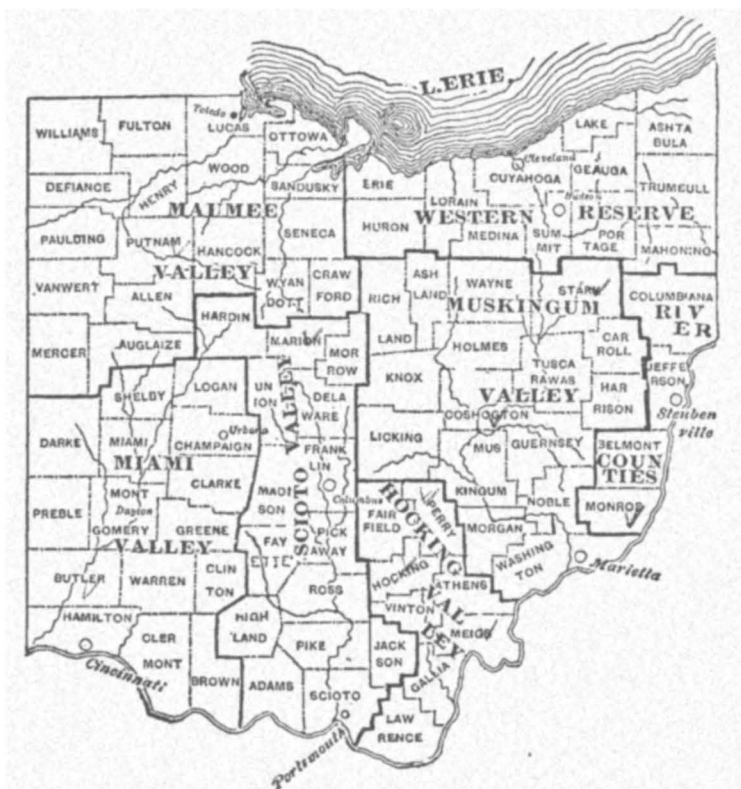 L. ERIE.
Toledo
WILLIAMS
FULTON
LUCAS
OTTOWA
LAKE
ASHTA
BULA
WOOD
Cleveland
GEAUGA
CUYAHOGA
DEFIANCE
HENRY
SANDUSKY
ERIE
LORAIN
Hudson
TRUMBULL
MAUMEE
WESTERN RESERVE
PAULDING
PUTNAM
HANCOCK
SENECA
HURON
MEDINA
SUM
MIT
POR
TAGE
MAHONING
VALLEY
VANWERT
ALLEN
WYAN
DOTT
CRAW
FORD
RICH
LAND
ASH
LAND
WAYNE
STARK
COLUMBIANA
MUSKINGUM
RIV
ER
HARDIN
MERCER
AUGLAIZE
MARION
MOR
ROW
HOLMES
TUSCA
RAWAS
CAR
ROLL
JEFFE
RSON
KNOX
SHELBY
LOGAN
UN
ION
DELA
WARE
VALLEY
HAR
RISON
Steuben
ville
COSHOCTON
DARKE
MIAMI
CHAMPAIGN
Urbana
FRANK
LIN
LICKING
MUS
KINGUM
GUERNSEY
BELMONT
COUN
TIES
MIAMI
CLARKE
Columbus
MONROE
PREBLE
MONT
GOMERY
Dayton
GREENE
MADI
SON
SCIOTO VALLEY
PICK
AWAY
FAIR
FIELD
PERRY
HOCKING
VAL
LEY
MORGAN
NOBLE
VALLEY
FAY
ETTE
WASHING
TON
Marietta
BUTLER
WARREN
CLIN
TON
ROSS
HOCKING
ATHENS
VINTON
HAMILTON
CLER
MONT
HIGH
LAND
PIKE
JACK
SON
MEIGS
GALLIA
Cincinnati
BROWN
ADAMS
SCIOTO
LAW
RENCE
Portsmouth